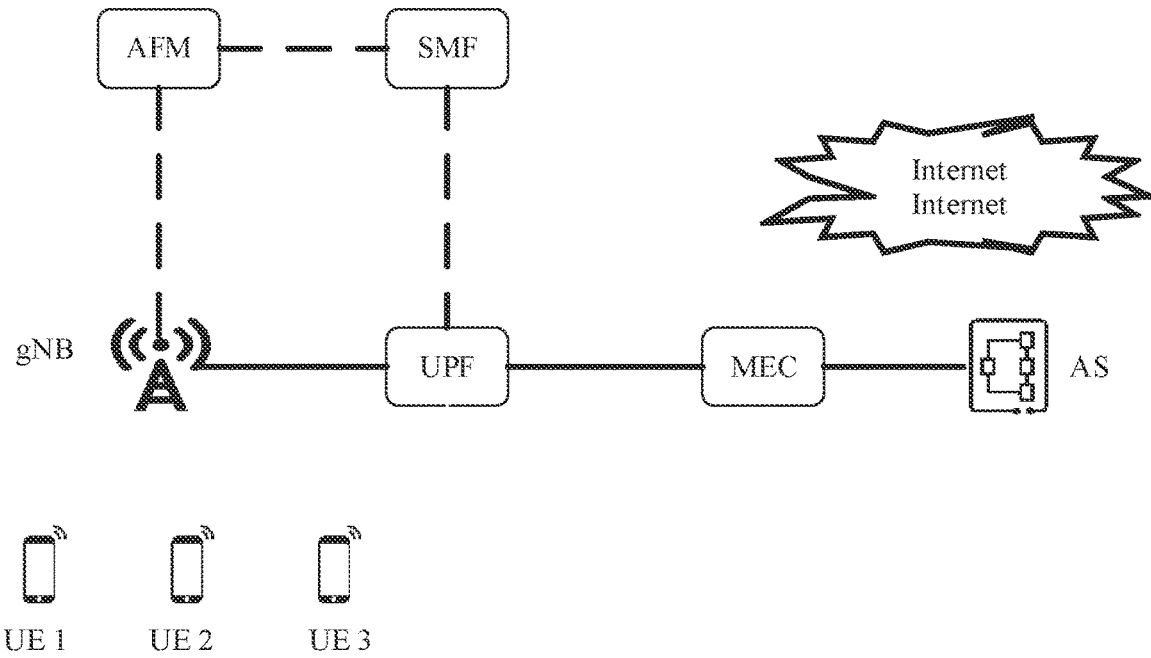 AFM
SMF
Internet
Internet
gNB
UPF
MEC
AS
UE 1
UE 2
UE 3